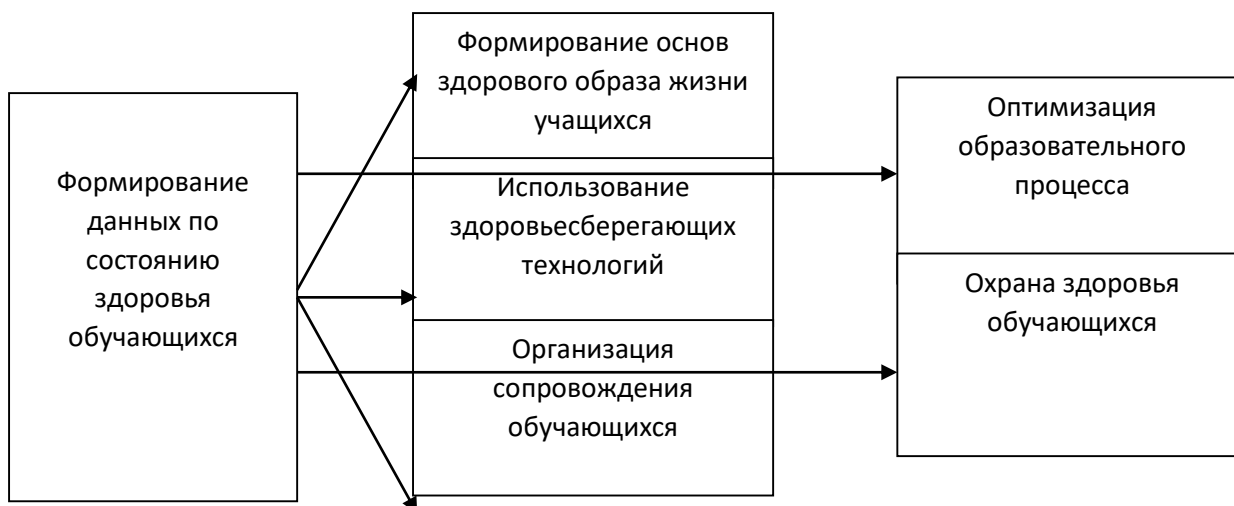 Формирование
данных по
состоянию
здоровья
обучающихся
Формирование основ
здорового образа жизни
учащихся
Использование
здоровьесберегающих
технологий
Организация
сопровождения
обучающихся
Оптимизация
образовательного
процесса
Охрана здоровья
обучающихся